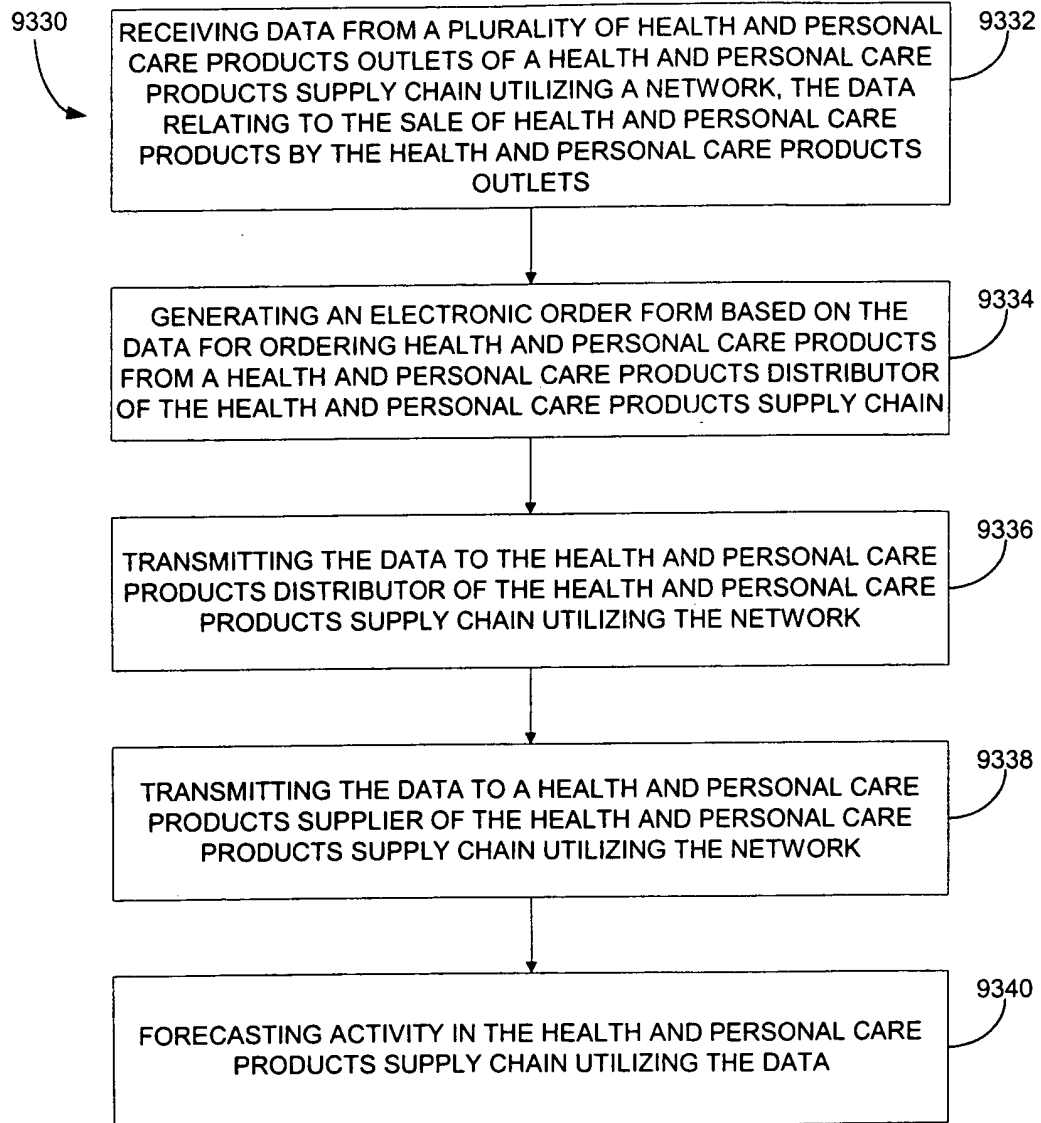 9330
RECEIVING DATA FROM A PLURALITY OF HEALTH AND PERSONAL
CARE PRODUCTS OUTLETS OF A HEALTH AND PERSONAL CARE
PRODUCTS SUPPLY CHAIN UTILIZING A NETWORK, THE DATA
RELATING TO THE SALE OF HEALTH AND PERSONAL CARE
PRODUCTS BY THE HEALTH AND PERSONAL CARE PRODUCTS
OUTLETS
9332
GENERATING AN ELECTRONIC ORDER FORM BASED ON THE
DATA FOR ORDERING HEALTH AND PERSONAL CARE PRODUCTS
FROM A HEALTH AND PERSONAL CARE PRODUCTS DISTRIBUTOR
OF THE HEALTH AND PERSONAL CARE PRODUCTS SUPPLY CHAIN
9334
TRANSMITTING THE DATA TO THE HEALTH AND PERSONAL CARE
PRODUCTS DISTRIBUTOR OF THE HEALTH AND PERSONAL CARE
PRODUCTS SUPPLY CHAIN UTILIZING THE NETWORK
9336
TRANSMITTING THE DATA TO A HEALTH AND PERSONAL CARE
PRODUCTS SUPPLIER OF THE HEALTH AND PERSONAL CARE
PRODUCTS SUPPLY CHAIN UTILIZING THE NETWORK
9338
FORECASTING ACTIVITY IN THE HEALTH AND PERSONAL CARE
PRODUCTS SUPPLY CHAIN UTILIZING THE DATA
9340